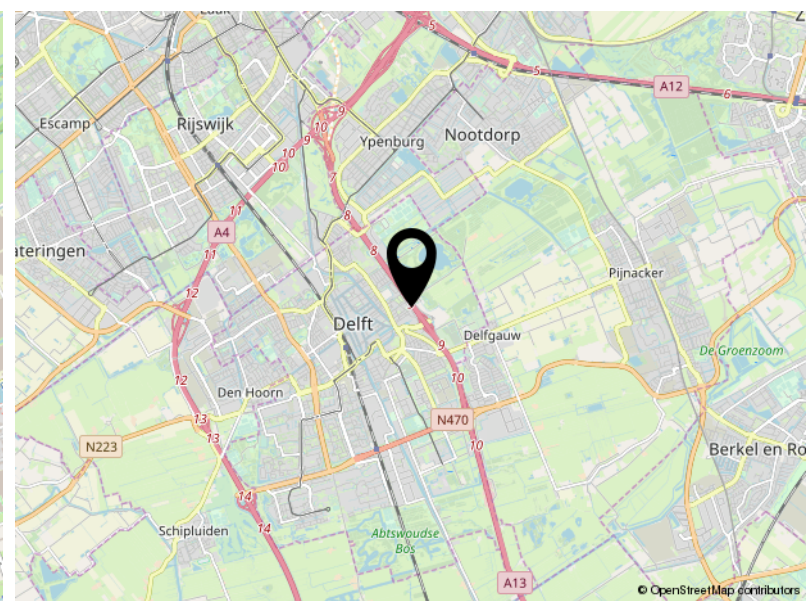 5
5
6
A12
9
10
Escamp
Rijswijk
Ypenburg
Nootdorp
9
10
10
7
11
8
A4
8
ateringen
Pijnacker
12
Delft
Delfgauw
9
De Groenzoom
12
10
Den Hoorn
13
N470
13
N223
10
Berkel en Ro
14
14
Schipluiden
Abtswoudse
Bos
A13
© OpenStreetMap contributors